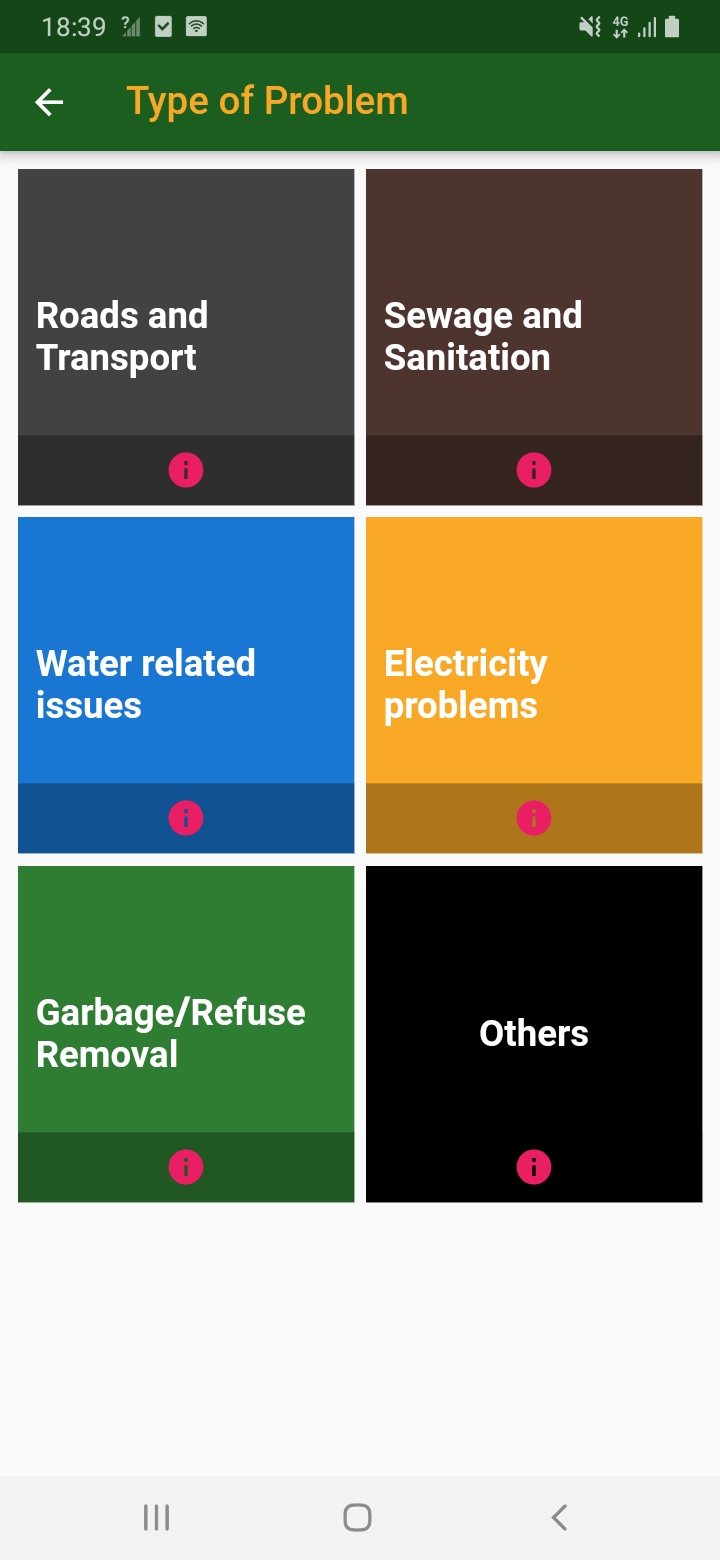 18:39
4G
Type of Problem
Roads and
Transport
Sewage and
Sanitation
Water related
issues
Electricity
problems
Garbage/Refuse
Removal
Others